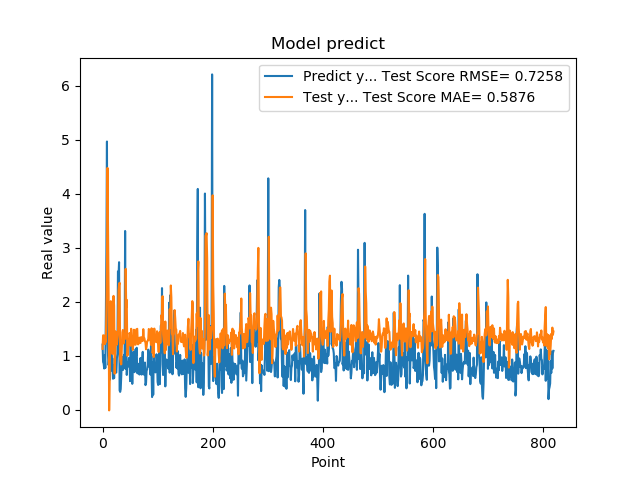 Model predict
Predict y... Test Score RMSE= 0.7258
Test y... Test Score MAE= 0.5876
Real value
6
5
4
3
2
1
0
0 200 400 600 800
Point